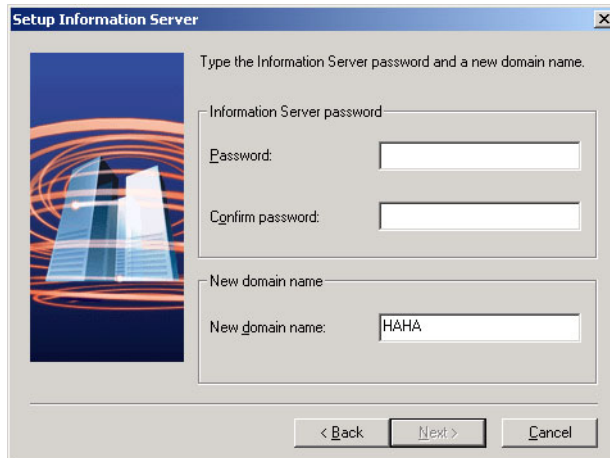 Setup Information Server
Type the Information Server password and a new domain name.
Information Server password
Password:
Confirm password:
New domain name
New domain name: HAHA
< Back Next > Cancel